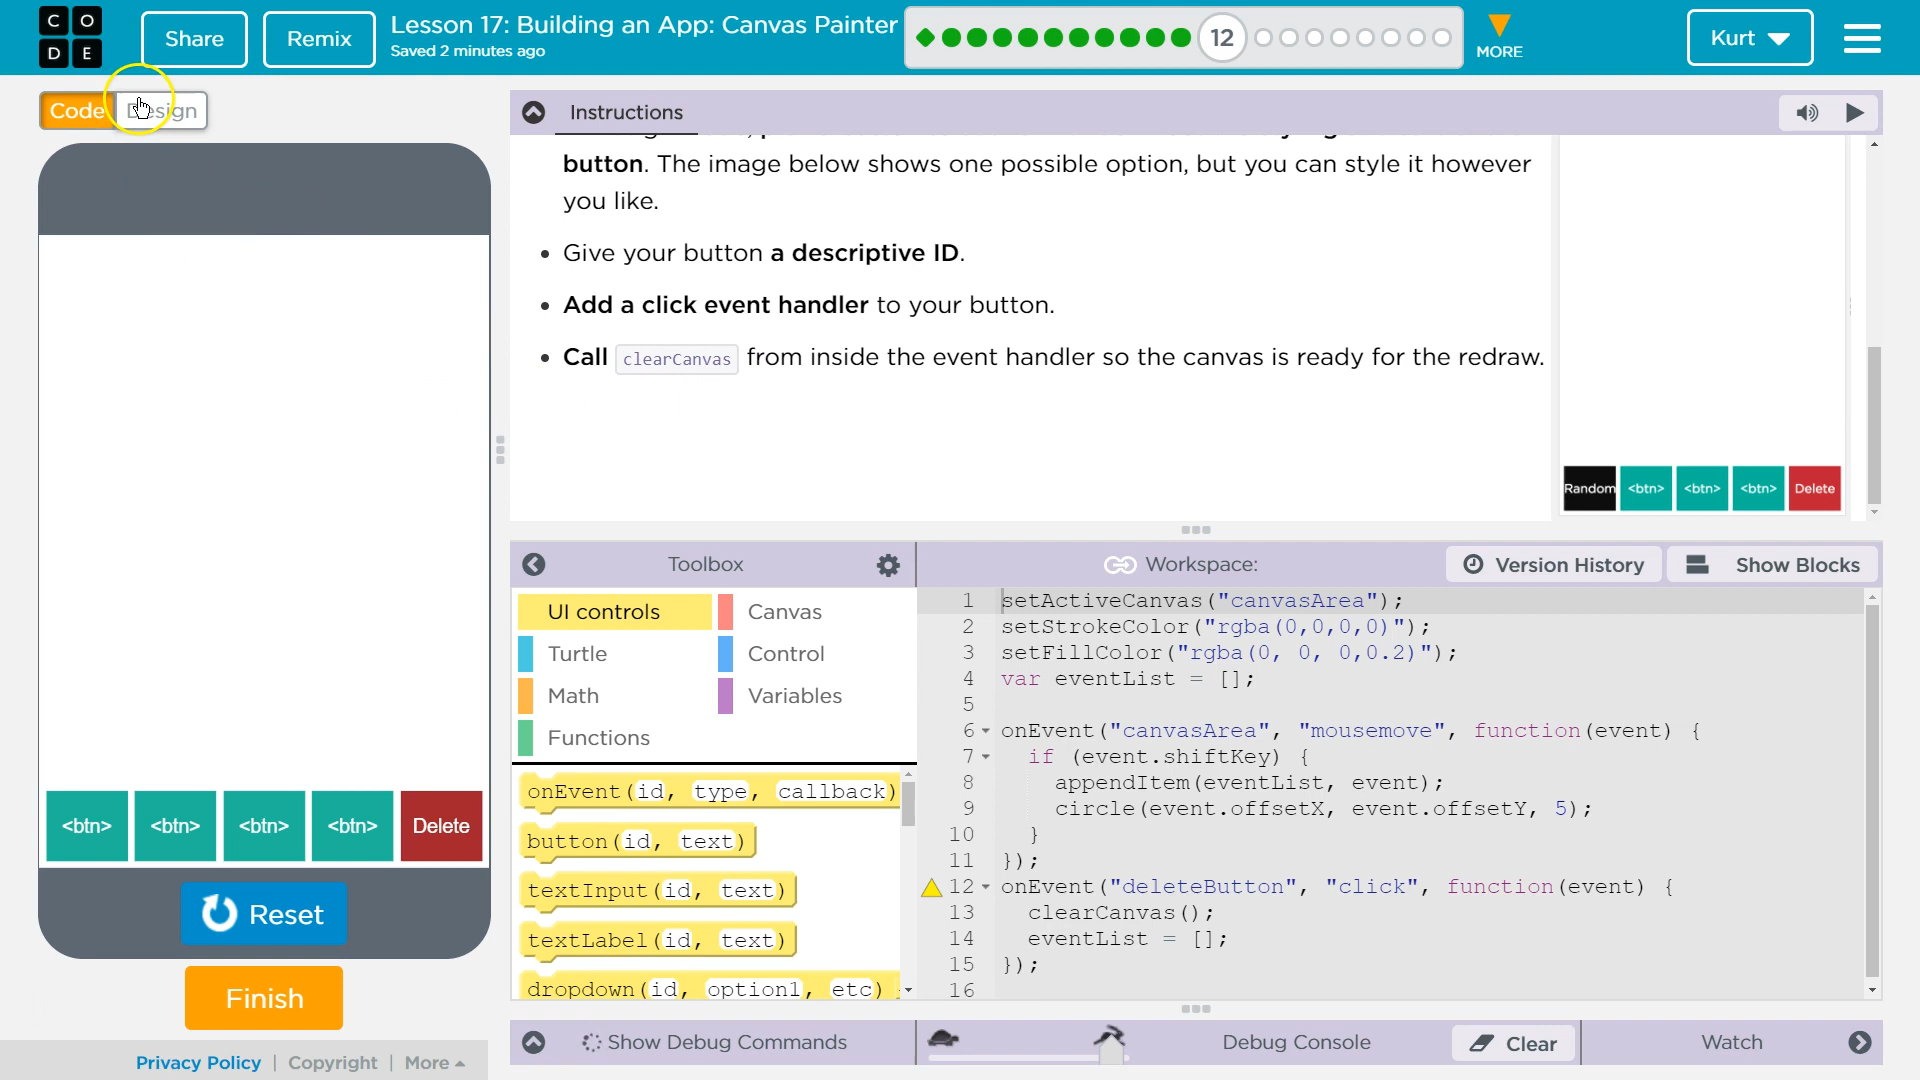 CODE
Share
Remix
Lesson 17: Building an App: Canvas Painter
Saved 2 minutes ago
12
MORE
Kurt
Code
Design
Instructions
button. The image below shows one possible option, but you can style it however
you like.
Give your button a descriptive ID.
Add a click event handler to your button.
Call clearCanvas from inside the event handler so the canvas is ready for the redraw.
Random <btn> <btn> <btn> Delete
<btn> <btn> <btn> <btn> Delete
Reset
Finish
Privacy Policy | Copyright | More
Toolbox
UI controls
Canvas
Turtle
Control
Math
Variables
Functions
onEvent(id, type, callback)
button(id, text)
textInput(id, text)
textLabel(id, text)
dropdown(id, option1, etc)
Workspace:
Version History
Show Blocks
1 setActiveCanvas("canvasArea");
2 setStrokeColor("rgba(0,0,0,0)");
3 setFillColor("rgba(0, 0, 0,0.2)");
4 var eventList = [];
5
6 onEvent("canvasArea", "mousemove", function(event) {
7 if (event.shiftKey) {
8 appendItem(eventList, event);
9 circle(event.offsetX, event.offsetY, 5);
10 }
11 });
12 onEvent("deleteButton", "click", function(event) {
13 clearCanvas();
14 eventList = [];
15 });
16
Show Debug Commands
Debug Console
Clear
Watch